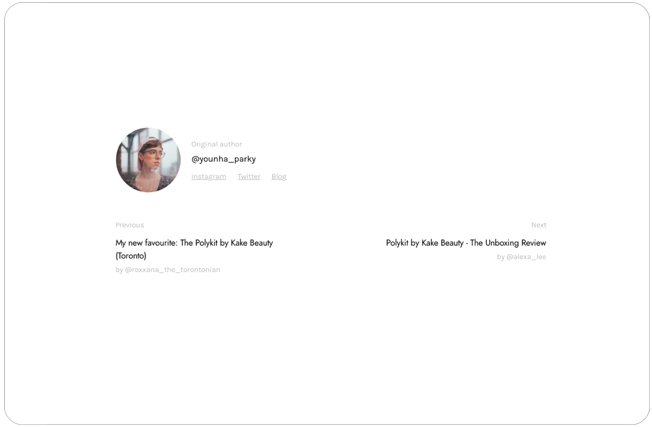 Original author
@younha_parky
Instagram Twitter Blog
Previous
My new favourite: The Polykit by Kake Beauty
(Toronto)
by @roxxana_the_torontonian
Next
Polykit by Kake Beauty - The Unboxing Review
by @alexa_lee